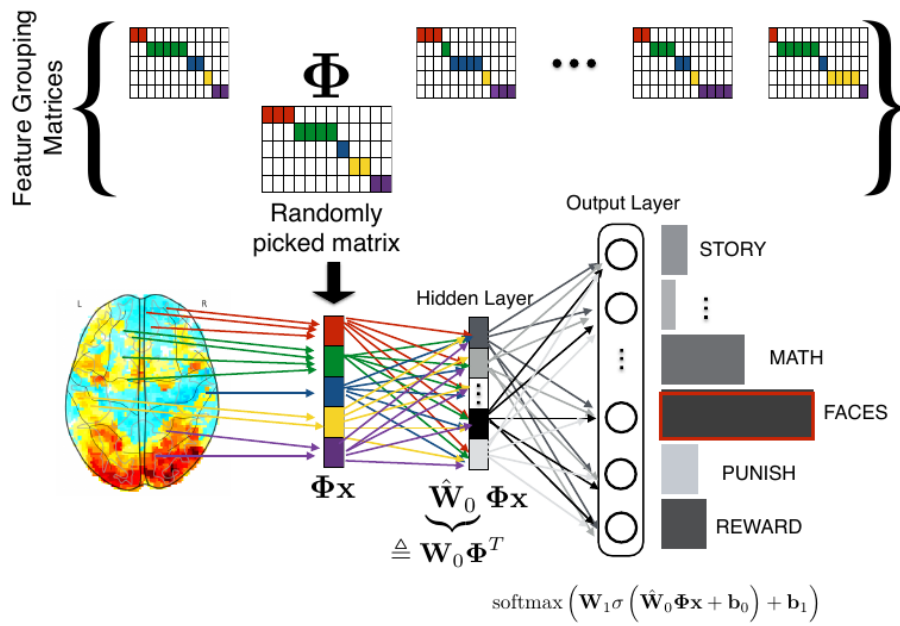 Feature Grouping
Matrices
Φ
Randomly
picked matrix
Output Layer
Hidden Layer
L
R
STORY
MATH
FACES
PUNISH
REWARD
Φx
Ŵ₀ Φx
≜ W₀Φᵀ
softmax (W₁σ (Ŵ₀Φx + b₀) + b₁)